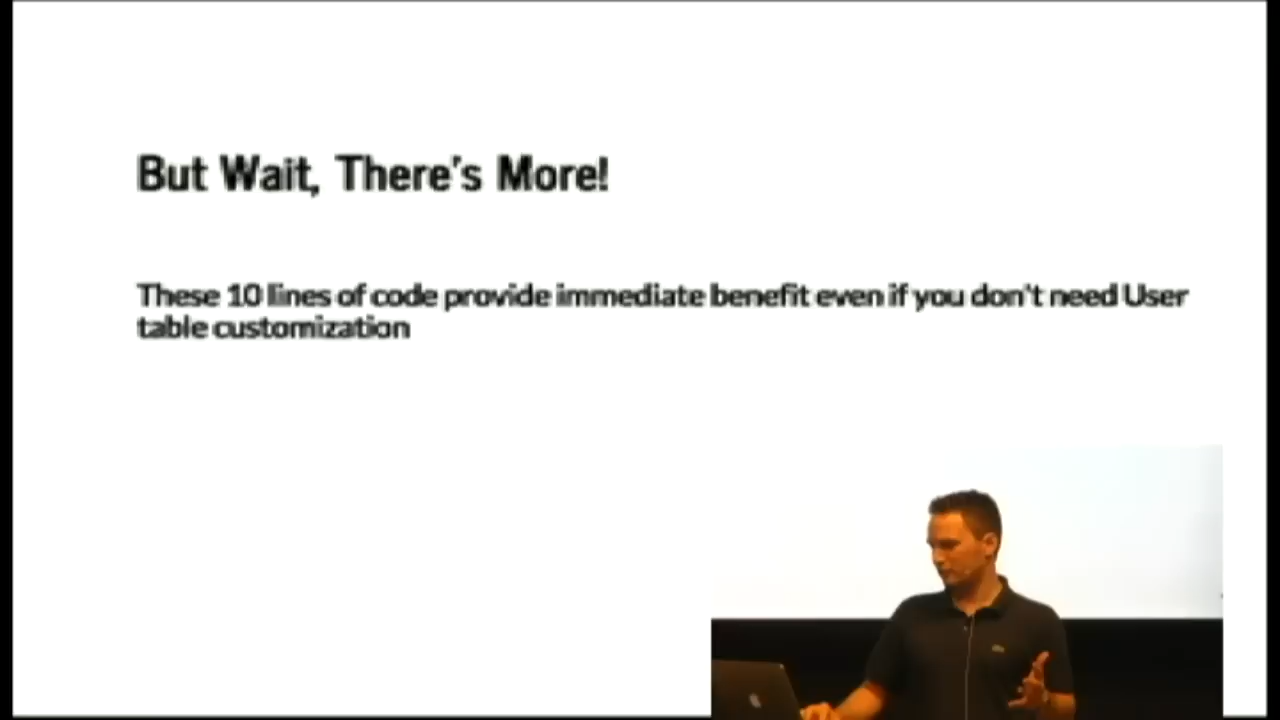 But Wait, There's More!
These 10 lines of code provide immediate benefit even if you don't need User
table customization